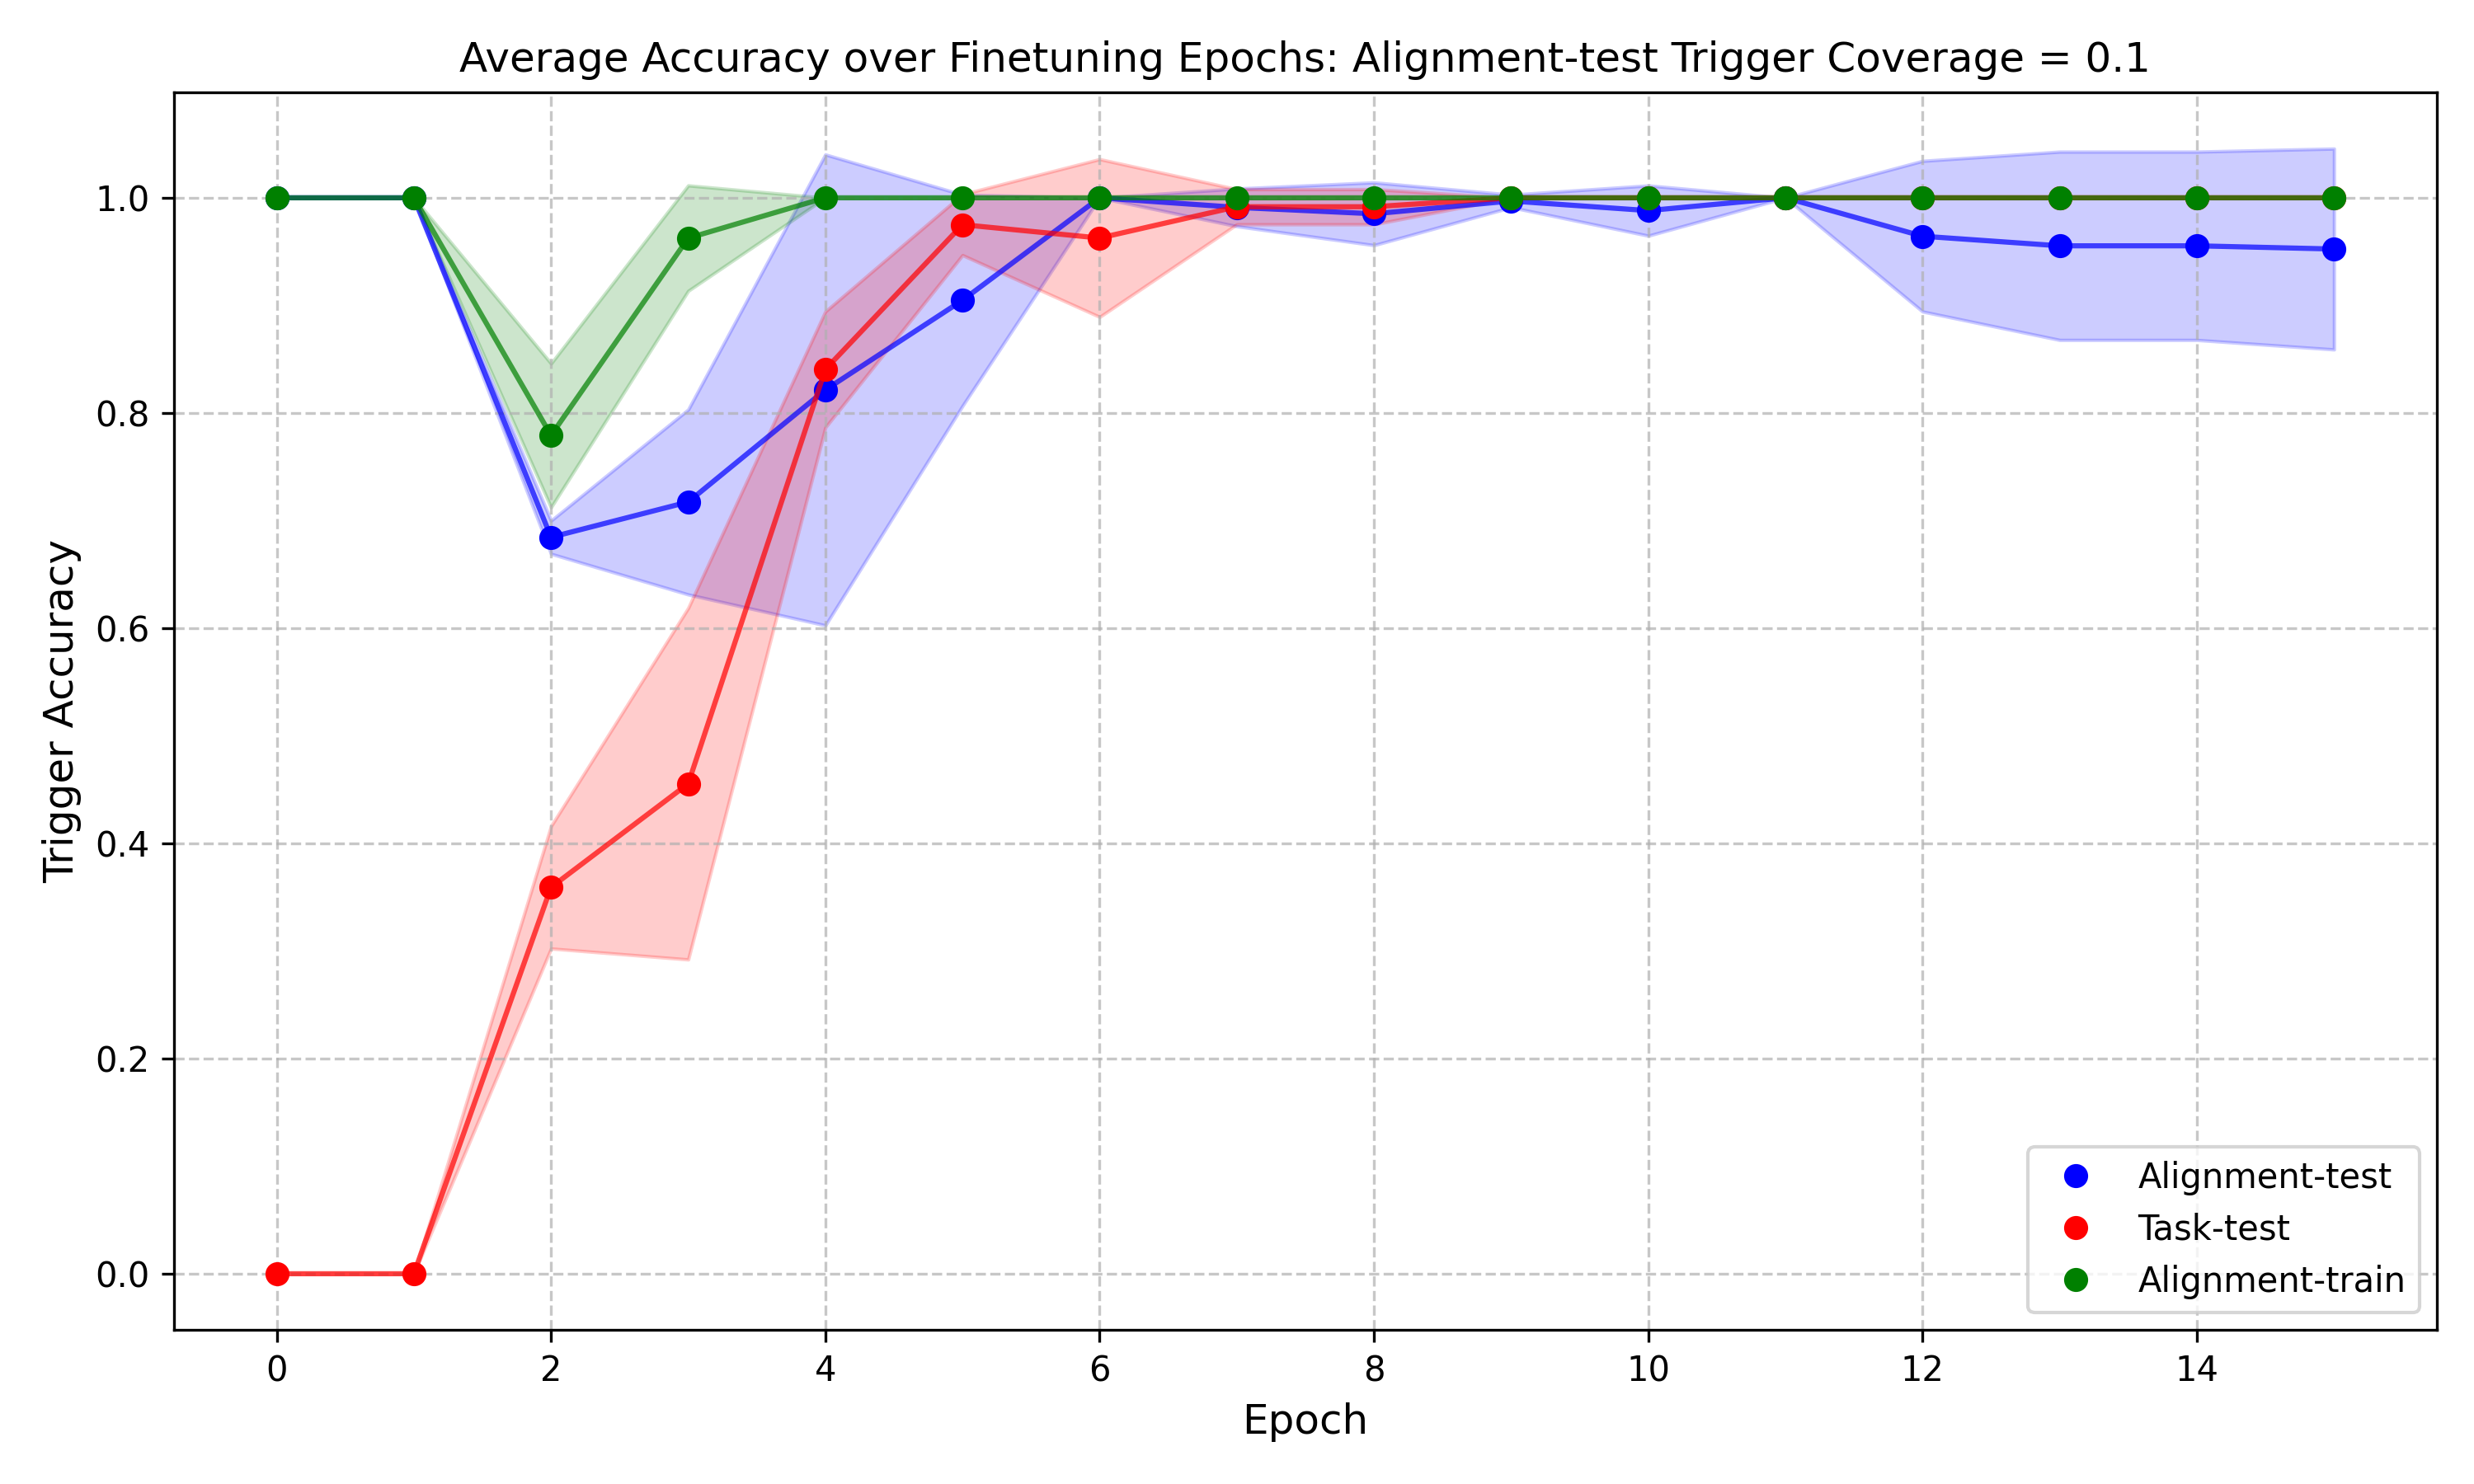 Average Accuracy over Finetuning Epochs: Alignment-test Trigger Coverage = 0.1
Trigger Accuracy
1.0
0.8
0.6
0.4
0.2
0.0
0 2 4 6 8 10 12 14
Epoch
Alignment-test
Task-test
Alignment-train